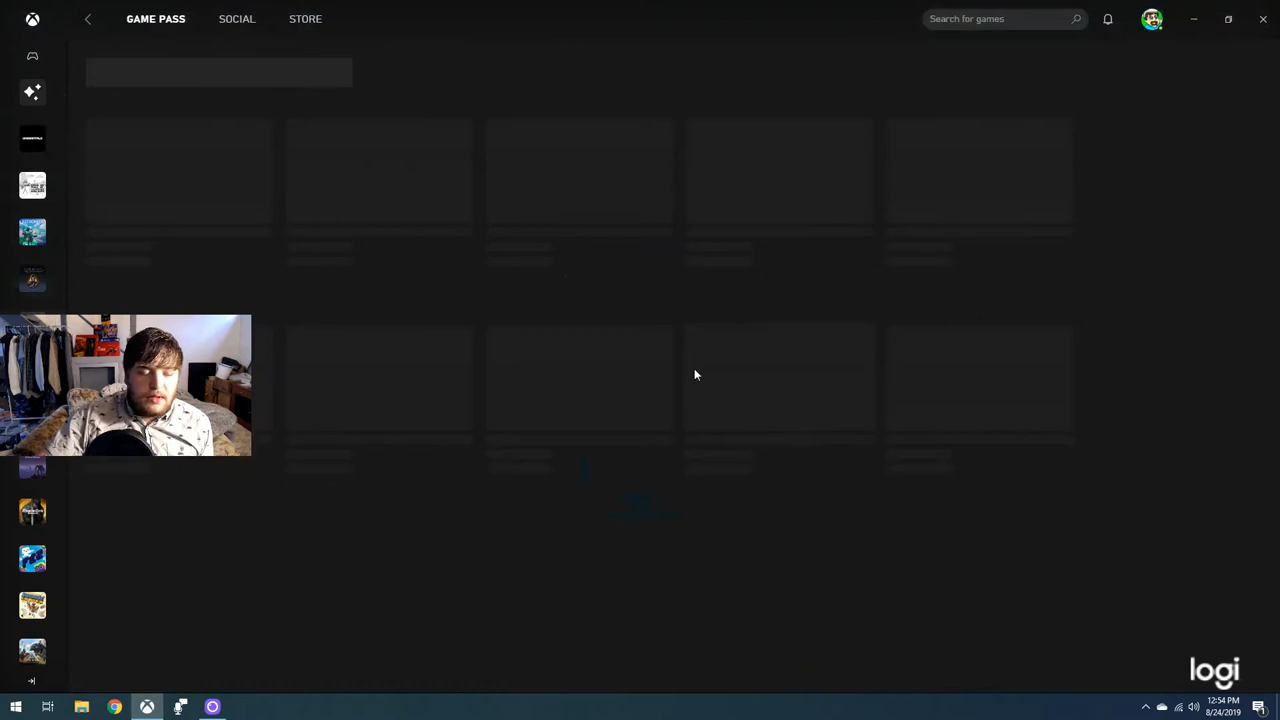 GAME PASS
SOCIAL
STORE
Search for games
logi
12:54 PM
8/24/2019